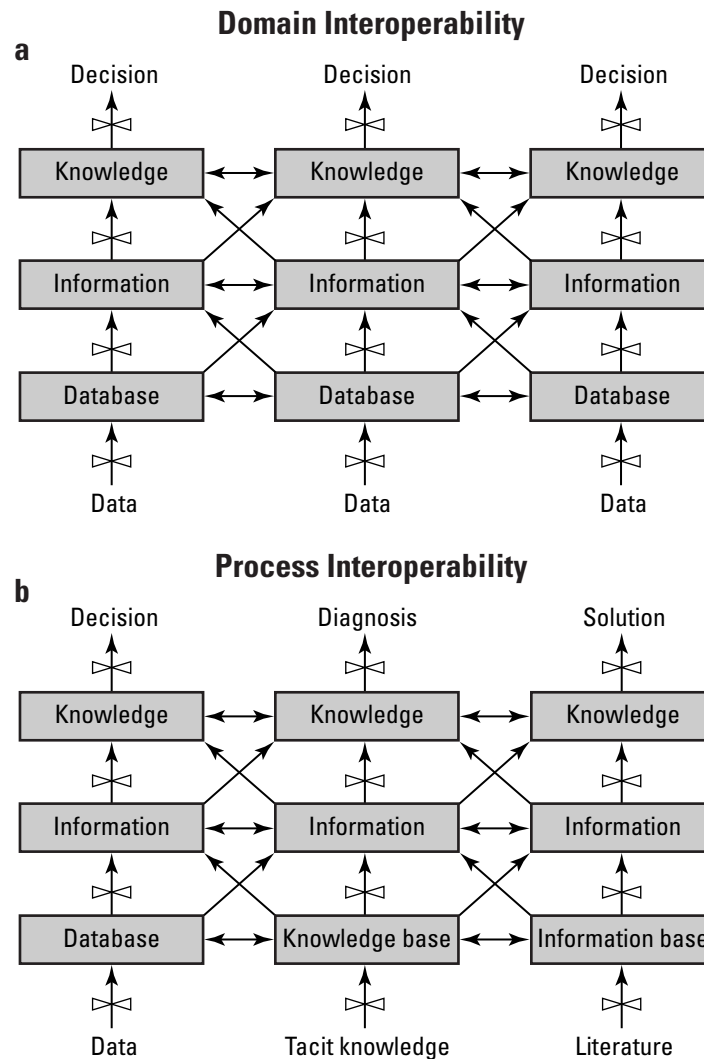 Domain Interoperability
a
Decision Decision Decision
Knowledge Knowledge Knowledge
Information Information Information
Database Database Database
Data Data Data
Process Interoperability
b
Decision Diagnosis Solution
Knowledge Knowledge Knowledge
Information Information Information
Database Knowledge base Information base
Data Tacit knowledge Literature